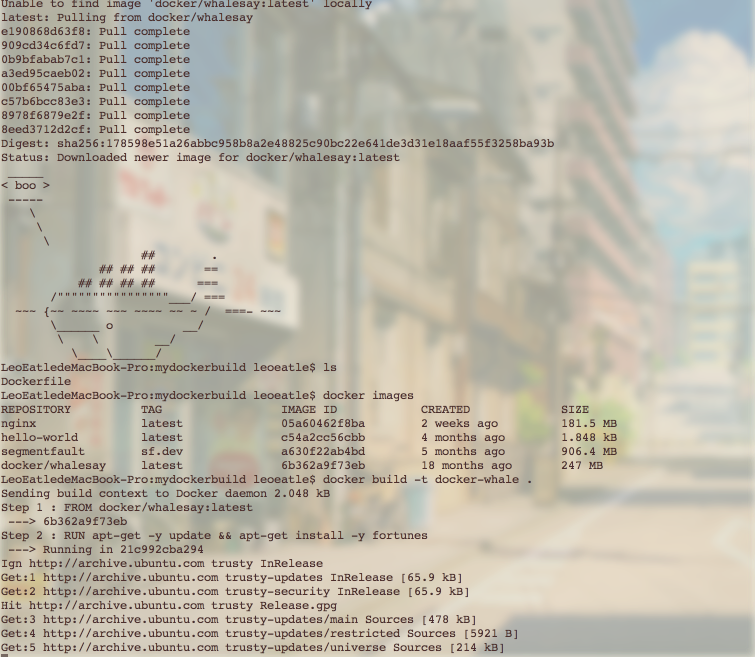 Unable to find image 'docker/whalesay:latest' locally
latest: Pulling from docker/whalesay
e190868d63f8: Pull complete
909cd34c6fd7: Pull complete
0b9bfabab7c1: Pull complete
a3ed95caeb02: Pull complete
00bf65475aba: Pull complete
c57b6bcc83e3: Pull complete
8978f6879e2f: Pull complete
8eed3712d2cf: Pull complete
Digest: sha256:178598e51a26abbc958b8a2e48825c90bc22e641de3d31e18aaf55f3258ba93b
Status: Downloaded newer image for docker/whalesay:latest
 _____
< boo >
 -----
    \
     \
      \
                    ##         .
              ## ## ##        ==
           ## ## ## ##       ===
       /""""""""""""""""___/ ===
  ~~~ {~~ ~~~~ ~~~ ~~~~ ~~ ~ /  ===- ~~~
       \______ o          __/
        \    \        __/
          \____\______/
LeoEatledeMacBook-Pro:mydockerbuild leoeatle$ ls
Dockerfile
LeoEatledeMacBook-Pro:mydockerbuild leoeatle$ docker images
REPOSITORY          TAG                 IMAGE ID            CREATED             SIZE
nginx               latest              05a60462f8ba        2 weeks ago         181.5 MB
hello-world         latest              c54a2cc56cbb        4 months ago        1.848 kB
segmentfault        sf.dev              a630f22ab4bd        5 months ago        906.4 MB
docker/whalesay     latest              6b362a9f73eb        18 months ago       247 MB
LeoEatledeMacBook-Pro:mydockerbuild leoeatle$ docker build -t docker-whale .
Sending build context to Docker daemon 2.048 kB
Step 1 : FROM docker/whalesay:latest
 ---> 6b362a9f73eb
Step 2 : RUN apt-get -y update && apt-get install -y fortunes
 ---> Running in 21c992cba294
Ign http://archive.ubuntu.com trusty InRelease
Get:1 http://archive.ubuntu.com trusty-updates InRelease [65.9 kB]
Get:2 http://archive.ubuntu.com trusty-security InRelease [65.9 kB]
Hit http://archive.ubuntu.com trusty Release.gpg
Get:3 http://archive.ubuntu.com trusty-updates/main Sources [478 kB]
Get:4 http://archive.ubuntu.com trusty-updates/restricted Sources [5921 B]
Get:5 http://archive.ubuntu.com trusty-updates/universe Sources [214 kB]